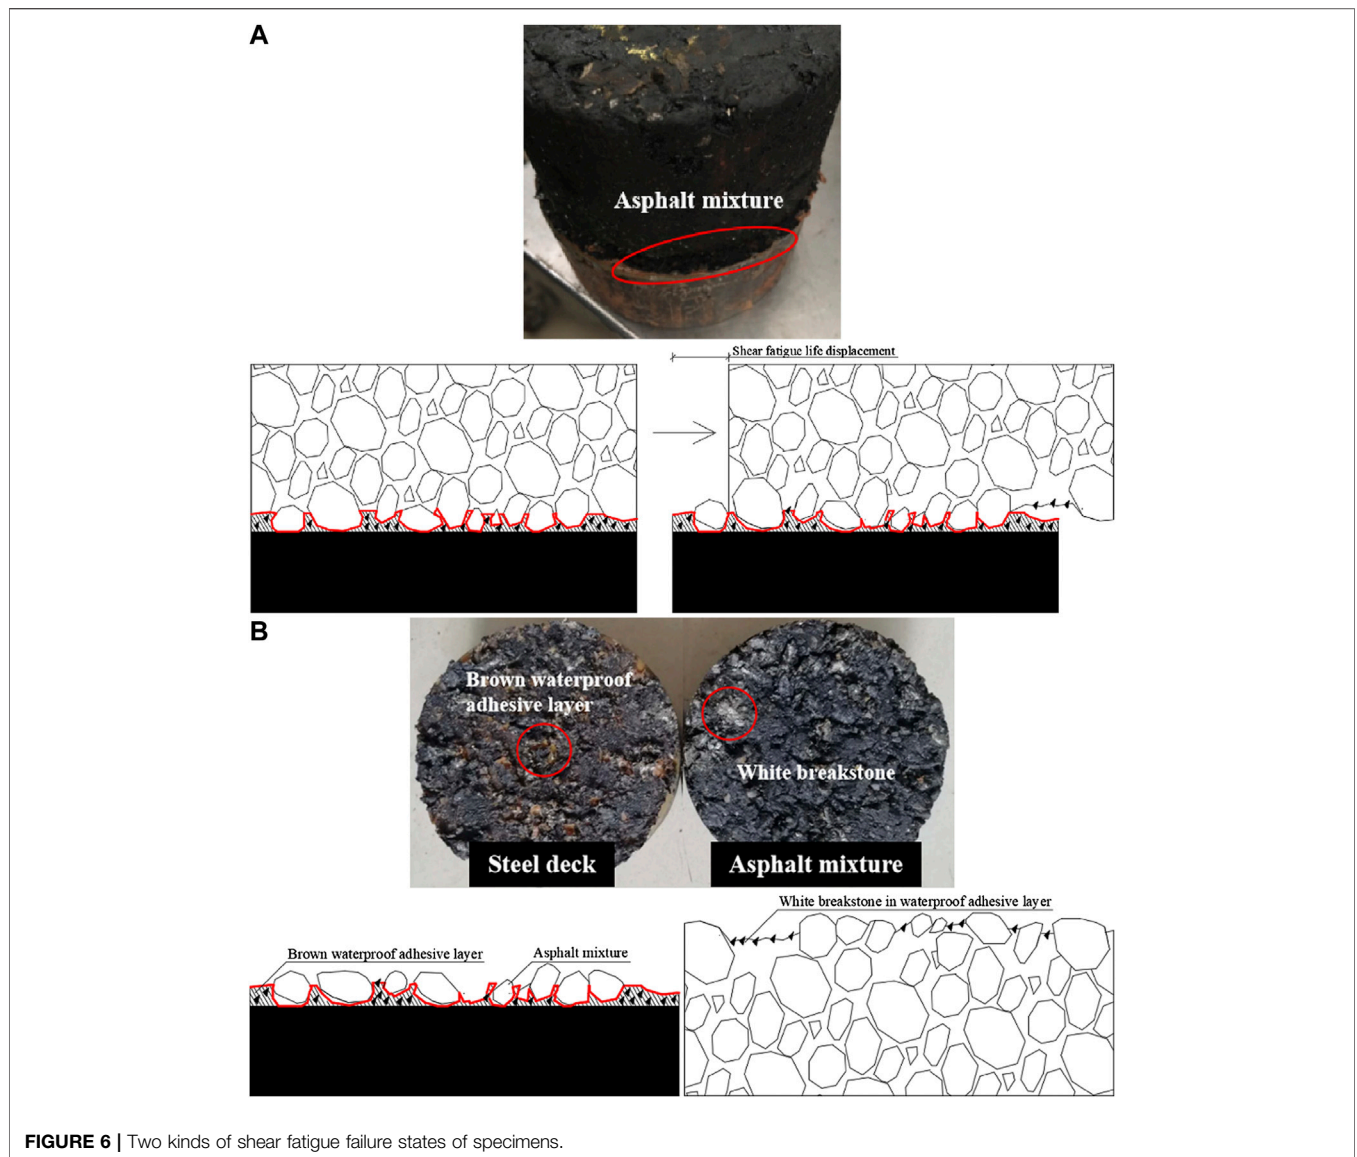 A
Asphalt mixture
Shear fatigue life displacement
B
Brown waterproof
adhesive layer
White breakstone
Steel deck
Asphalt mixture
White breakstone in waterproof adhesive layer
Brown waterproof adhesive layer
Asphalt mixture
FIGURE 6 | Two kinds of shear fatigue failure states of specimens.